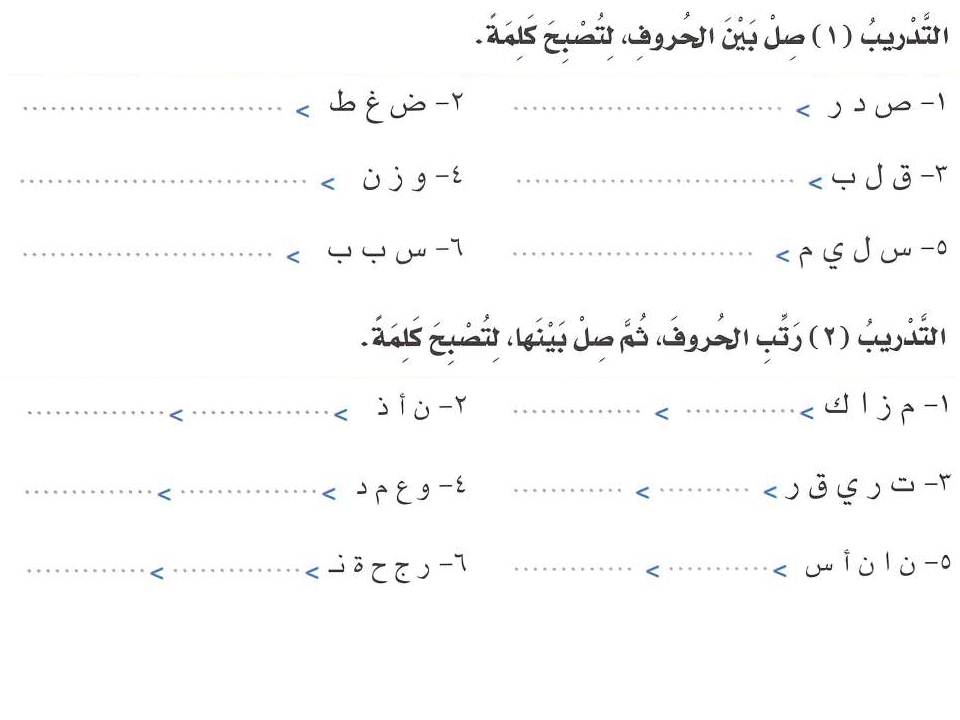 التَّدْريبُ (١) صِلْ بَيْنَ الحُروفِ، لِتُصْبِحَ كَلِمَةً.
١- ص د ر > .............................. ٢- ض غ ط > ..............................
٣- ق ل ب > .............................. ٤- و ز ن > ..............................
٥- س ل ي م > .............................. ٦- س ب ب > ..............................
التَّدْريبُ (٢) رَتِّبِ الحُروفَ، ثُمَّ صِلْ بَيْنَها، لِتُصْبِحَ كَلِمَةً.
١- م ز ا ك > ............... > ............... ٢- ن أ ذ > ............... > ...............
٣- ت ر ي ق ر > ............... > ............... ٤- و ع م د > ............... > ...............
٥- ن ا ن أ س > ............... > ............... ٦- ر ج ح ة نـ > ............... > ...............